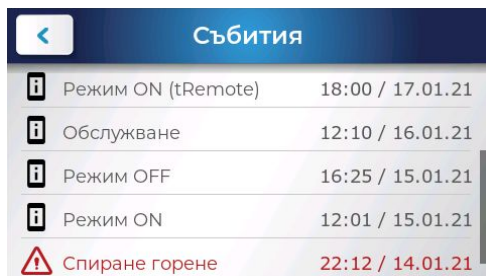 Събития
Режим ON (tRemote) 18:00 / 17.01.21
Обслужване 12:10 / 16.01.21
Режим OFF 16:25 / 15.01.21
Режим ON 12:01 / 15.01.21
Спиране горене 22:12 / 14.01.21